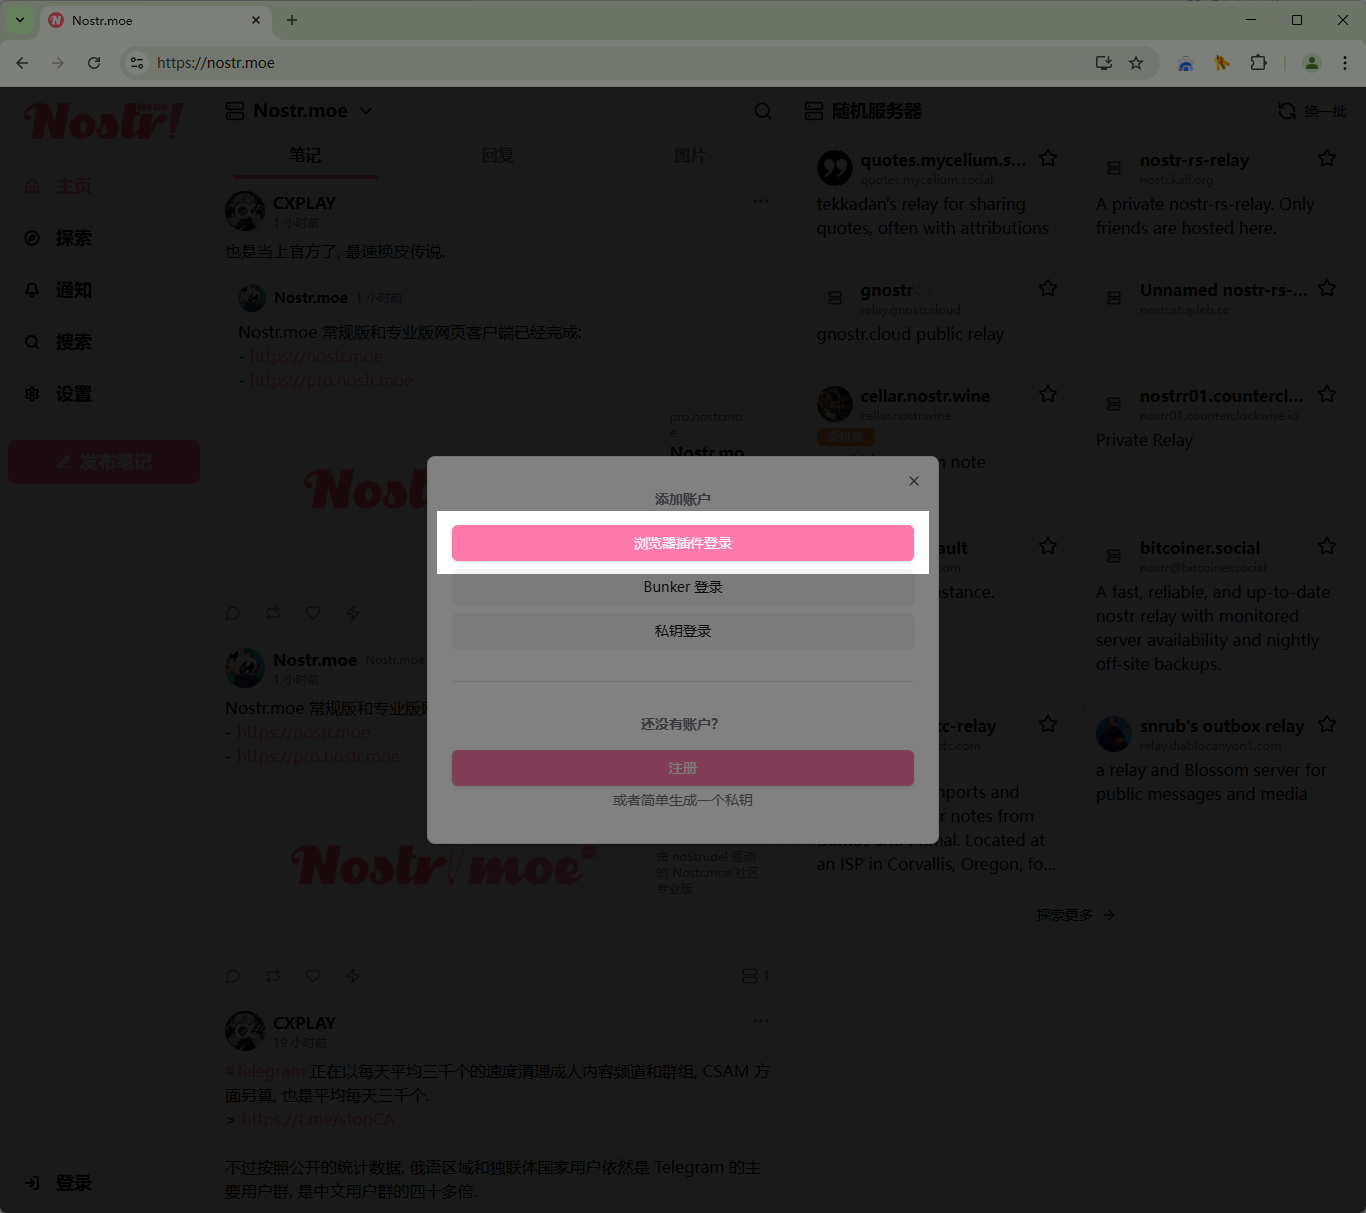 Nostr.moe
https://nostr.moe
Nostr!
moe
主页
探索
通知
搜索
设置
发布笔记
登录
Nostr.moe
笔记
回复
图片
CXPLAY
1 小时前
也是当上官方了, 最速换皮传说.
Nostr.moe 1 小时前
Nostr.moe 常规版和专业版网页客户端已经完成:
- https://nostr.moe
- https://pro.nostr.moe
pro.nostr.mo
e
Nostr.mo
Nost
Nostr.moe Nostr.moe
1 小时前
Nostr.moe 常规版和专业版
- https://nostr.moe
- https://pro.nostr.moe
Nostr!moe
由 noStrudel 驱动
的 Nostr.moe 社区
专业版
1
CXPLAY
19 小时前
#Telegram 正在以每天平均三千个的速度清理成人内容频道和群组, CSAM 方
面另算, 也是平均每天三千个.
> https://t.me/stopCA
不过按照公开的统计数据, 俄语区域和独联体国家用户依然是 Telegram 的主
要用户群, 是中文用户群的四十多倍.
添加账户
浏览器插件登录
Bunker 登录
私钥登录
还没有账户?
注册
或者简单生成一个私钥
随机服务器
换一批
quotes.mycelium.s...
quotes.mycelium.social
tekkadan's relay for sharing
quotes, often with attributions
nostr-rs-relay
nostr.kalf.org
A private nostr-rs-relay. Only
friends are hosted here.
gnostr
relay.gnostr.cloud
gnostr.cloud public relay
Unnamed nostr-rs-...
nostr.stupleb.cc
cellar.nostr.wine
cellar.nostr.wine
需付费
note
nostrr01.countercl...
nostr01.counterclockwise.io
Private Relay
ault
.com
stance.
bitcoiner.social
nostr@bitcoiner.social
A fast, reliable, and up-to-date
nostr relay with monitored
server availability and nightly
off-site backups.
tc-relay
otc.com
mports and
r notes from
Damus and Primal. Located at
an ISP in Corvallis, Oregon, fo...
snrub's outbox relay
relay.diablocanyon1.com
a relay and Blossom server for
public messages and media
探索更多